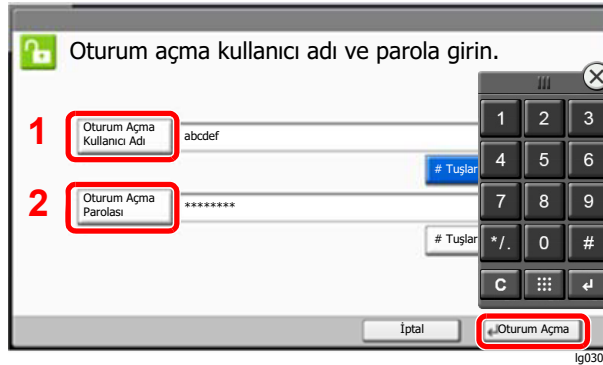 Oturum açma kullanıcı adı ve parola girin.
1
Oturum Açma
Kullanıcı Adı
abcdef
# Tuşlar
2
Oturum Açma
Parolası
********
# Tuşlar
1 2 3
4 5 6
7 8 9
*/. 0 #
C
İptal
Oturum Açma
lg030